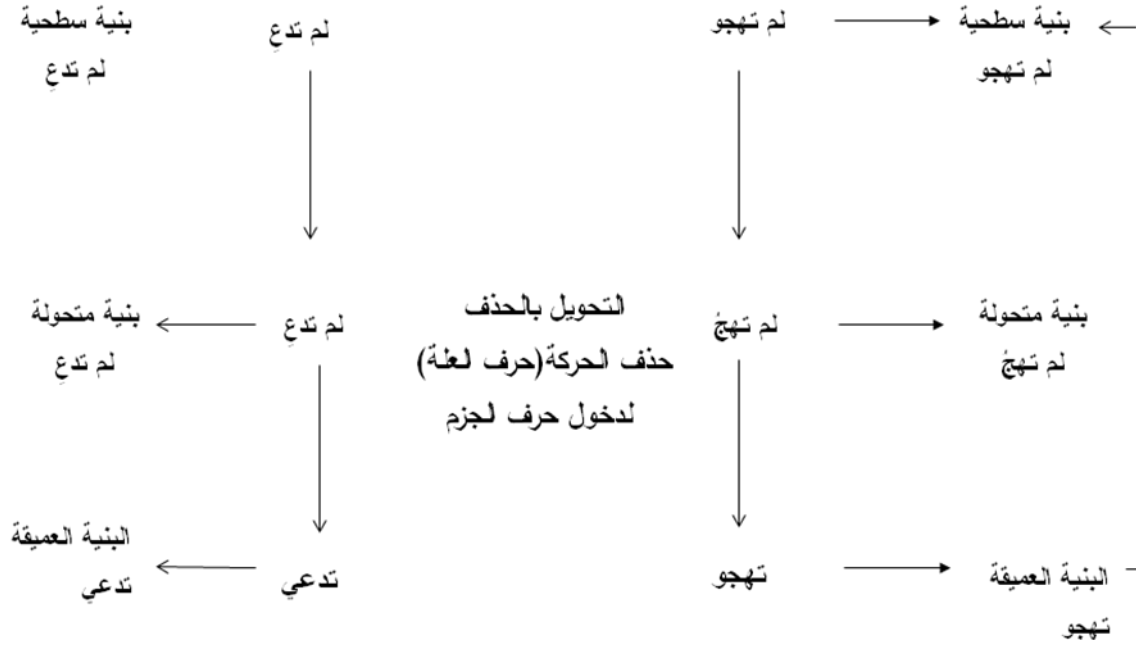 بنية سطحية
لم تهجو
لم تهجو
لم تدعِ
بنية سطحية
لم تدعِ
بنية متحولة
لم تهجُ
لم تهجُ
التحويل بالحذف
حذف الحركة(حرف العلة)
لدخول حرف الجزم
لم تدعِ
بنية متحولة
لم تدعِ
البنية العميقة
تهجو
تهجو
تدعي
البنية العميقة
تدعي